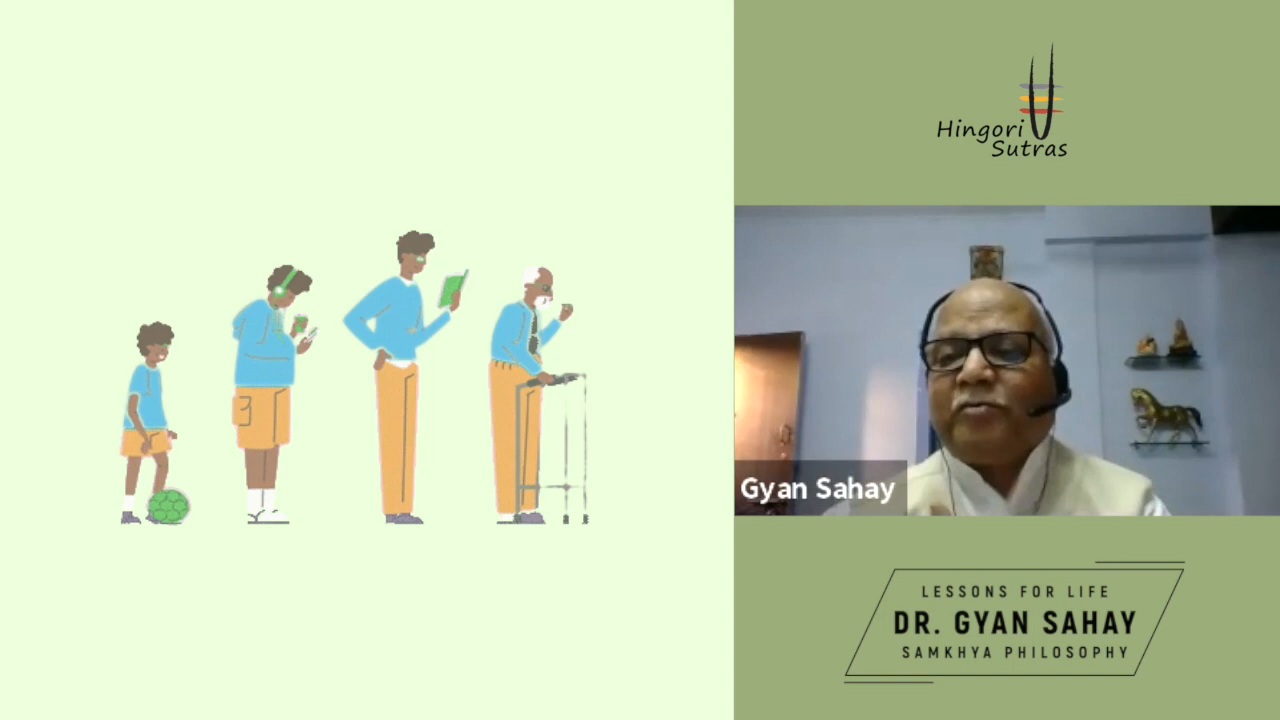 Hingori
Sutras
Gyan Sahay
LESSONS FOR LIFE
DR. GYAN SAHAY
SAMKHYA PHILOSOPHY